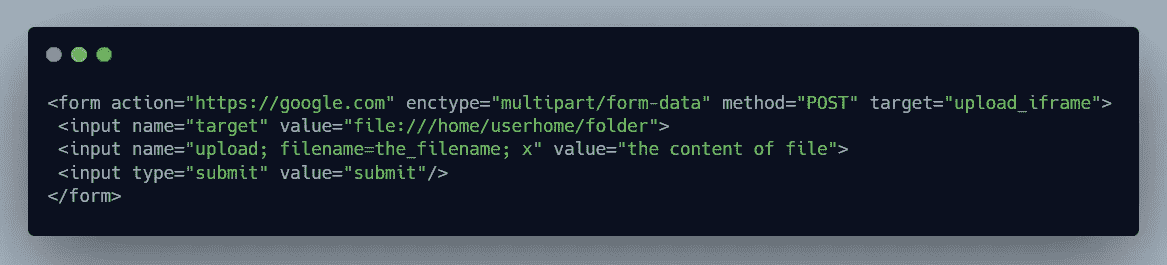 <form action="https://google.com" enctype="multipart/form-data" method="POST" target="upload_iframe">
<input name="target" value="file:///home/userhome/folder">
<input name="upload; filename=the_filename; x" value="the content of file">
<input type="submit" value="submit"/>
</form>